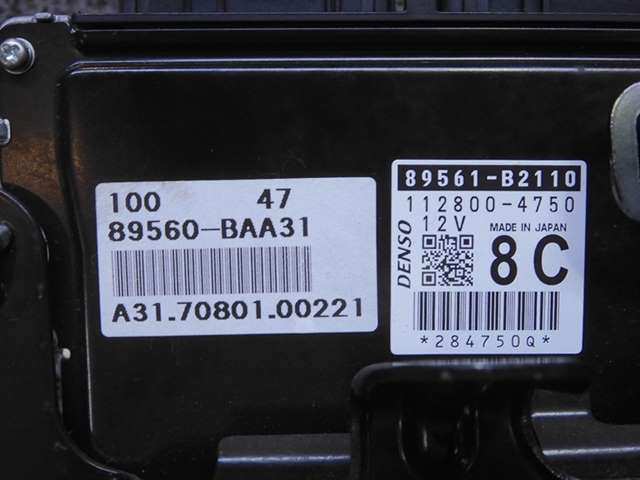 100 47
89560-BAA31
A31.70801.00221
89561-B2110
112800-4750
12V MADE IN JAPAN
DENSO
8C
*284750Q*